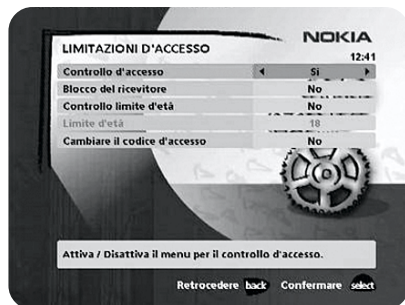 NOKIA
LIMITAZIONI D'ACCESSO
12:41
Controllo d'accesso Si
Blocco del ricevitore No
Controllo limite d'età No
Limite d'età 18
Cambiare il codice d'accesso No
Attiva / Disattiva il menu per il controllo d'accesso.
Retrocedere back Confermare select